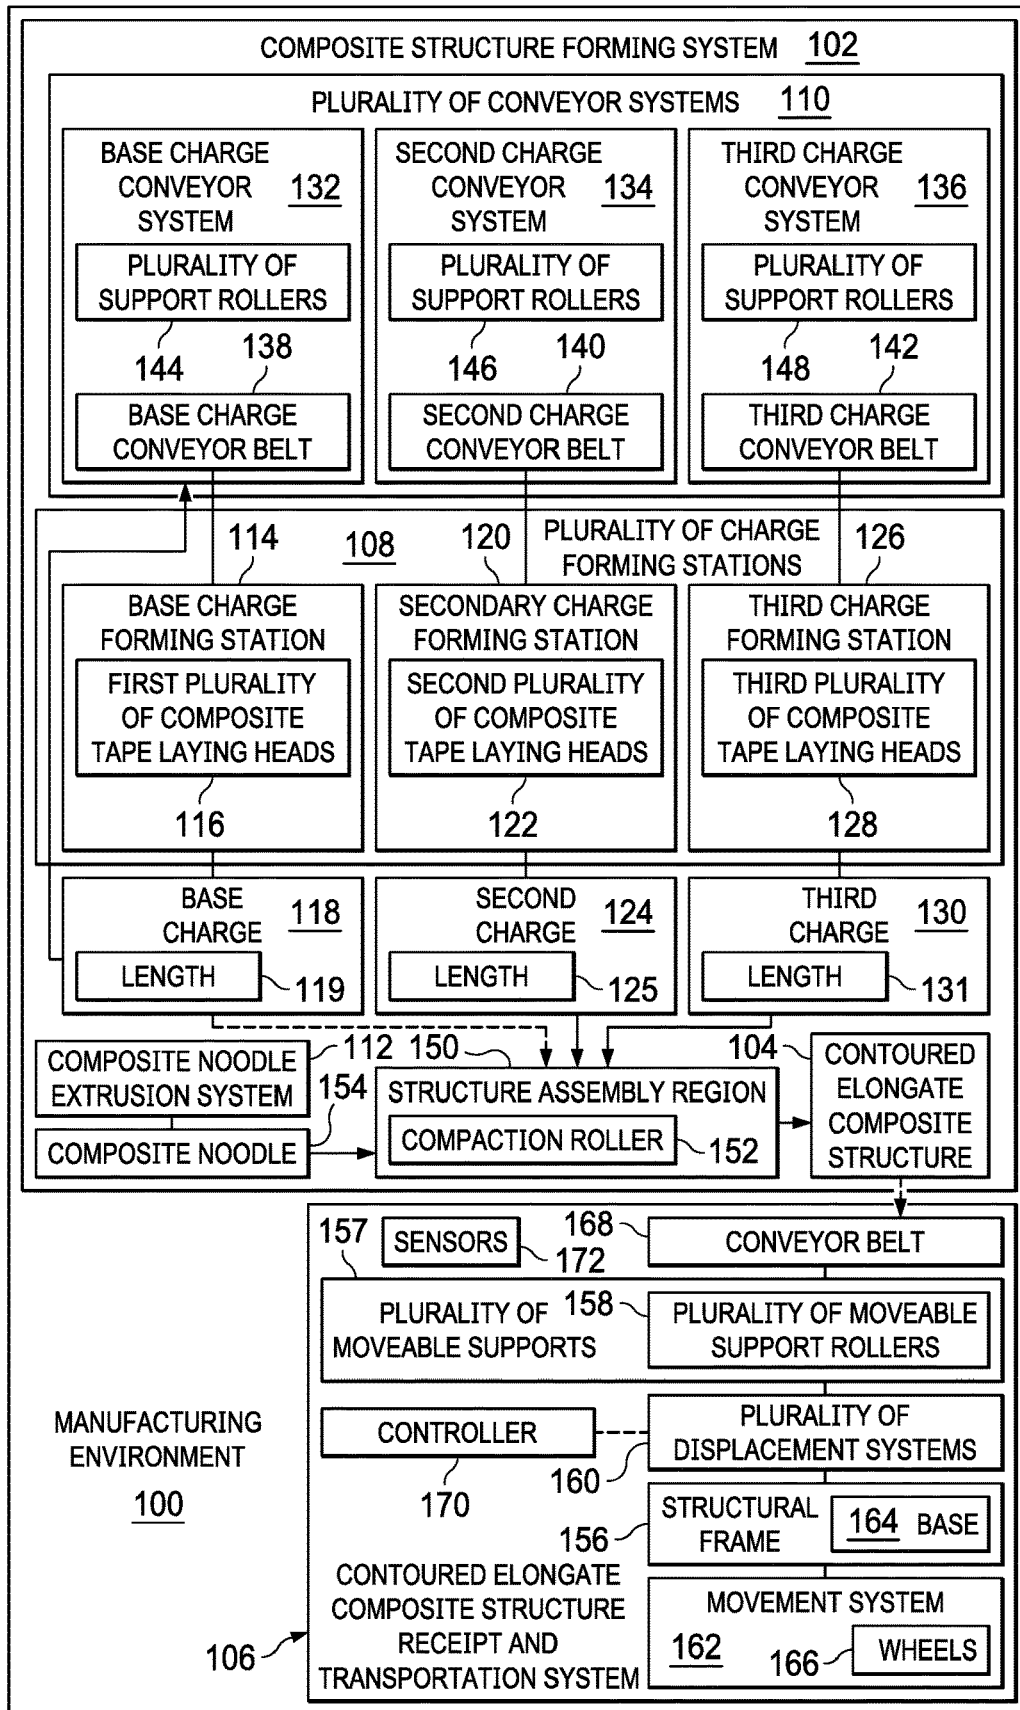 COMPOSITE STRUCTURE FORMING SYSTEM 102
PLURALITY OF CONVEYOR SYSTEMS 110
BASE CHARGE
CONVEYOR
SYSTEM
132
PLURALITY OF
SUPPORT ROLLERS
144
138
BASE CHARGE
CONVEYOR BELT
SECOND CHARGE
CONVEYOR
SYSTEM
134
PLURALITY OF
SUPPORT ROLLERS
146
140
SECOND CHARGE
CONVEYOR BELT
THIRD CHARGE
CONVEYOR
SYSTEM
136
PLURALITY OF
SUPPORT ROLLERS
148
142
THIRD CHARGE
CONVEYOR BELT
108
PLURALITY OF CHARGE
FORMING STATIONS
114
BASE CHARGE
FORMING STATION
FIRST PLURALITY
OF COMPOSITE
TAPE LAYING HEADS
116
120
SECONDARY CHARGE
FORMING STATION
SECOND PLURALITY
OF COMPOSITE
TAPE LAYING HEADS
122
126
THIRD CHARGE
FORMING STATION
THIRD PLURALITY
OF COMPOSITE
TAPE LAYING HEADS
128
BASE
CHARGE
118
LENGTH
119
SECOND
CHARGE
124
LENGTH
125
THIRD
CHARGE
130
LENGTH
131
COMPOSITE NOODLE
EXTRUSION SYSTEM
112
154
COMPOSITE NOODLE
150
STRUCTURE ASSEMBLY REGION
COMPACTION ROLLER
152
104
CONTOURED
ELONGATE
COMPOSITE
STRUCTURE
157
SENSORS
172
168
CONVEYOR BELT
PLURALITY OF
MOVEABLE SUPPORTS
158
PLURALITY OF MOVEABLE
SUPPORT ROLLERS
CONTROLLER
170
160
PLURALITY OF
DISPLACEMENT SYSTEMS
156
STRUCTURAL
FRAME
164 BASE
MANUFACTURING
ENVIRONMENT
100
106
CONTOURED ELONGATE
COMPOSITE STRUCTURE
RECEIPT AND
TRANSPORTATION SYSTEM
MOVEMENT SYSTEM
162
166
WHEELS